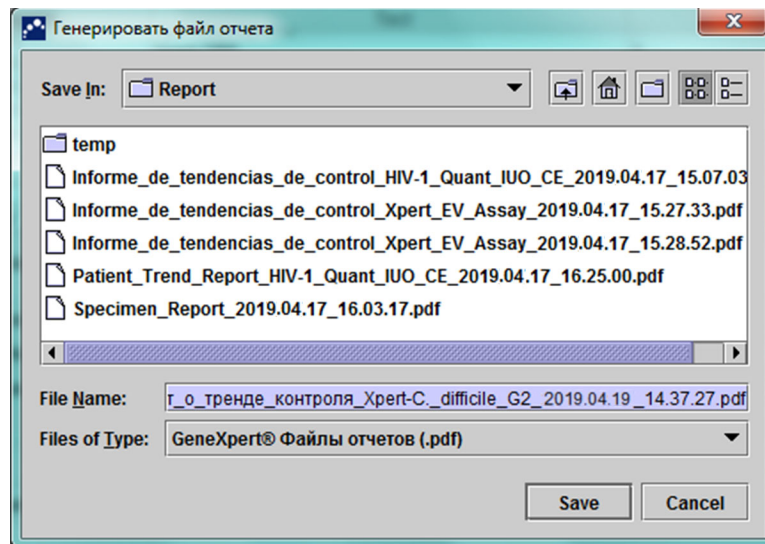 Генерировать файл отчета
Save In: Report
temp
Informe_de_tendencias_de_control_HIV-1_Quant_IUO_CE_2019.04.17_15.07.03
Informe_de_tendencias_de_control_Xpert_EV_Assay_2019.04.17_15.27.33.pdf
Informe_de_tendencias_de_control_Xpert_EV_Assay_2019.04.17_15.28.52.pdf
Patient_Trend_Report_HIV-1_Quant_IUO_CE_2019.04.17_16.25.00.pdf
Specimen_Report_2019.04.17_16.03.17.pdf
File Name: т_о_тренде_контроля_Xpert-C._difficile_G2_2019.04.19_14.37.27.pdf
Files of Type: GeneXpert® Файлы отчетов (.pdf)
Save Cancel